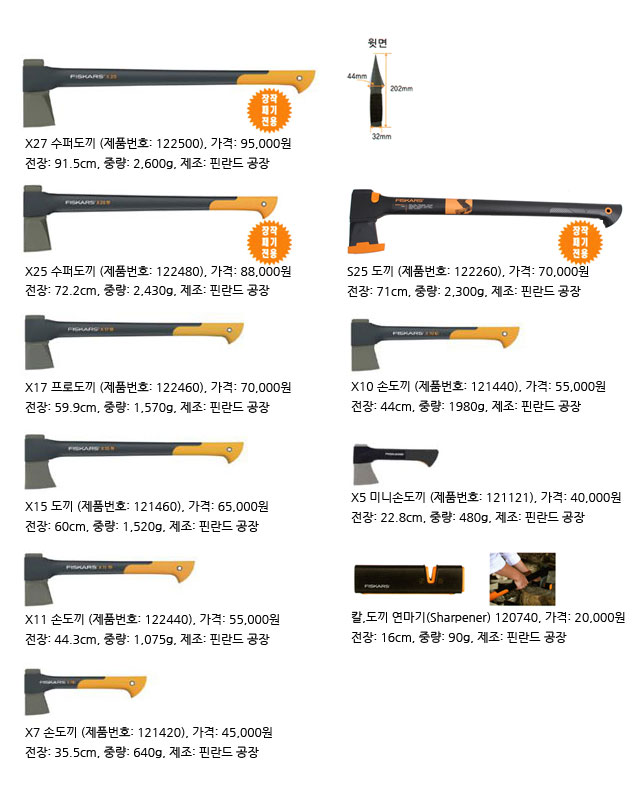 FISKARS
장작
패기
전용
X27 수퍼도끼 (제품번호: 122500), 가격: 95,000원
전장: 91.5cm, 중량: 2,600g, 제조: 핀란드 공장
윗면
44mm
202mm
32mm
FISKARS
장작
패기
전용
X25 수퍼도끼 (제품번호: 122480), 가격: 88,000원
전장: 72.2cm, 중량: 2,430g, 제조: 핀란드 공장
FISKARS
장작
패기
전용
S25 도끼 (제품번호: 122260), 가격: 70,000원
전장: 71cm, 중량: 2,300g, 제조: 핀란드 공장
FISKARS
X17 프로도끼 (제품번호: 122460), 가격: 70,000원
전장: 59.9cm, 중량: 1,570g, 제조: 핀란드 공장
FISKARS
X10 손도끼 (제품번호: 121440), 가격: 55,000원
전장: 44cm, 중량: 1980g, 제조: 핀란드 공장
FISKARS
X15 도끼 (제품번호: 121460), 가격: 65,000원
전장: 60cm, 중량: 1,520g, 제조: 핀란드 공장
X5 미니손도끼 (제품번호: 121121), 가격: 40,000원
전장: 22.8cm, 중량: 480g, 제조: 핀란드 공장
FISKARS
X11 손도끼 (제품번호: 122440), 가격: 55,000원
전장: 44.3cm, 중량: 1,075g, 제조: 핀란드 공장
FISKARS
칼,도끼 연마기(Sharpener) 120740, 가격: 20,000원
전장: 16cm, 중량: 90g, 제조: 핀란드 공장
FISKARS
X7 손도끼 (제품번호: 121420), 가격: 45,000원
전장: 35.5cm, 중량: 640g, 제조: 핀란드 공장